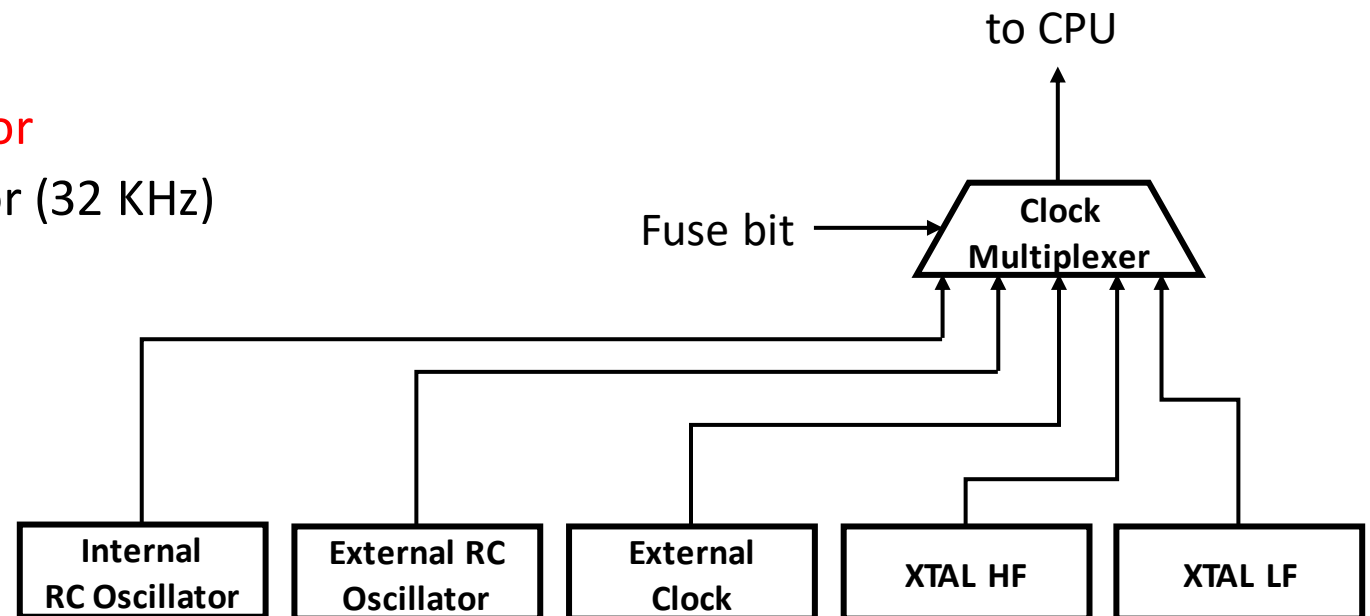 to CPU
or
or (32 KHz)
Fuse bit
Clock
Multiplexer
Internal
RC Oscillator
External RC
Oscillator
External
Clock
XTAL HF
XTAL LF